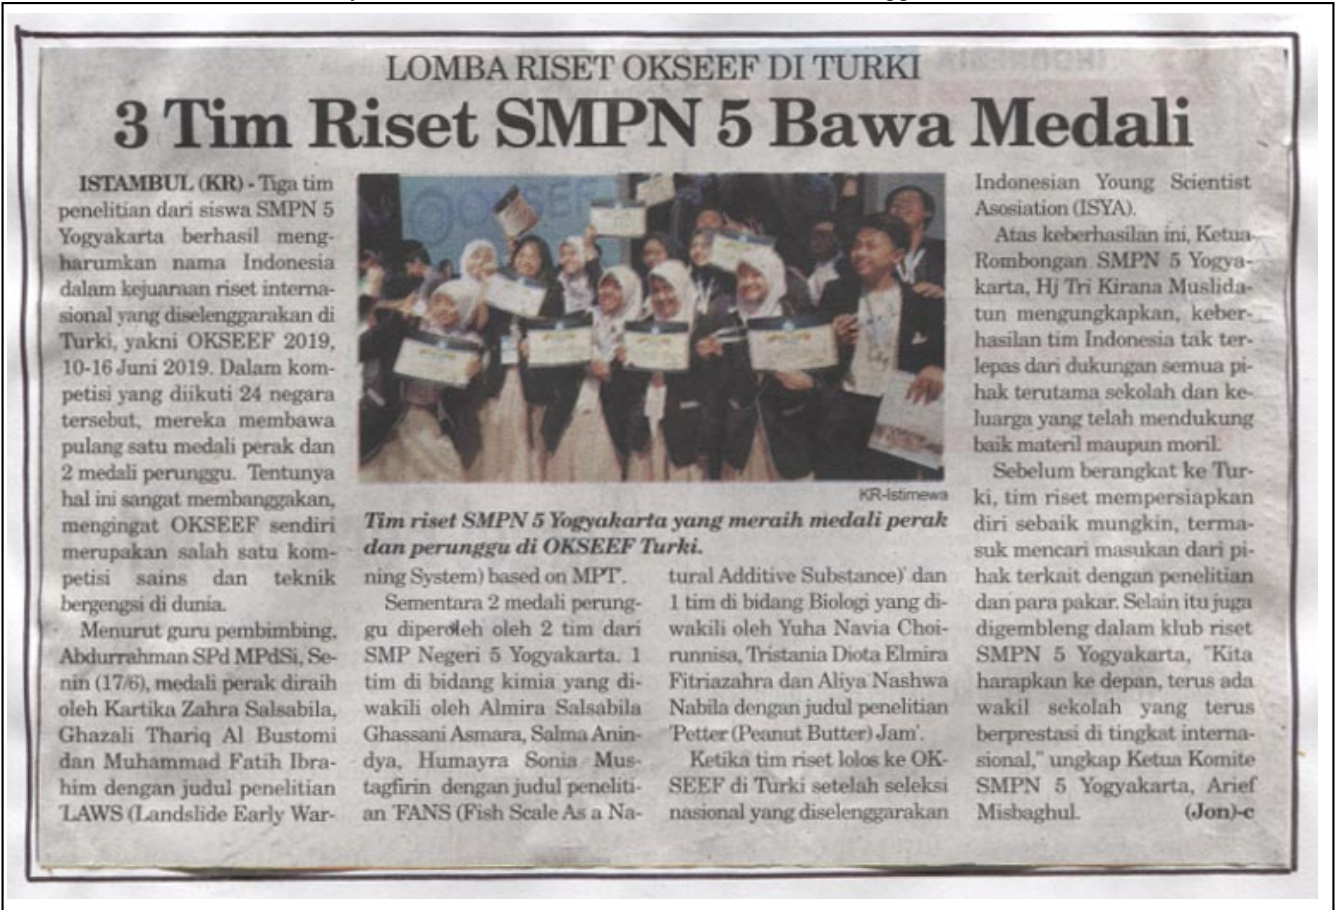 LOMBA RISET OKSEEF DI TURKI
3 Tim Riset SMPN 5 Bawa Medali
ISTAMBUL (KR) - Tiga tim
penelitian dari siswa SMPN 5
Yogyakarta berhasil meng-
harumkan nama Indonesia
dalam kejuaraan riset interna-
sional yang diselenggarakan di
Turki, yakni OKSEEF 2019,
10-16 Juni 2019. Dalam kom-
petisi yang diikuti 24 negara
tersebut, mereka membawa
pulang satu medali perak dan
2 medali perunggu. Tentunya
hal ini sangat membanggakan,
mengingat OKSEEF sendiri
merupakan salah satu kom-
petisi sains dan teknik
bergengsi di dunia.
Menurut guru pembimbing,
Abdurrahman SPd MPdSi, Se-
nin (17/6), medali perak diraih
oleh Kartika Zahra Salsabila,
Ghazali Thariq Al Bustomi
dan Muhammad Fatih Ibra-
him dengan judul penelitian
'LAWS (Landslide Early War-
OKSEEF
KR-Istimewa
Tim riset SMPN 5 Yogyakarta yang meraih medali perak
dan perunggu di OKSEEF Turki.
ning System) based on MPT'.
Sementara 2 medali perung-
gu diperoleh oleh 2 tim dari
SMP Negeri 5 Yogyakarta. 1
tim di bidang kimia yang di-
wakili oleh Almira Salsabila
Ghassani Asmara, Salma Anin-
dya, Humayra Sonia Mus-
tagfirin dengan judul peneliti-
an 'FANS (Fish Scale As a Na-
tural Additive Substance)' dan
1 tim di bidang Biologi yang di-
wakili oleh Yuha Navia Choi-
runnisa, Tristania Diota Elmira
Fitriazahra dan Aliya Nashwa
Nabila dengan judul penelitian
'Petter (Peanut Butter) Jam'.
Ketika tim riset lolos ke OK-
SEEF di Turki setelah seleksi
nasional yang diselenggarakan
Indonesian Young Scientist
Asosiation (ISYA).
Atas keberhasilan ini, Ketua
Rombongan SMPN 5 Yogya-
karta, Hj Tri Kirana Muslida-
tun mengungkapkan, keber-
hasilan tim Indonesia tak ter-
lepas dari dukungan semua pi-
hak terutama sekolah dan ke-
luarga yang telah mendukung
baik materil maupun moril.
Sebelum berangkat ke Tur-
ki, tim riset mempersiapkan
diri sebaik mungkin, terma-
suk mencari masukan dari pi-
hak terkait dengan penelitian
dan para pakar. Selain itu juga
digembleng dalam klub riset
SMPN 5 Yogyakarta, "Kita
harapkan ke depan, terus ada
wakil sekolah yang terus
berprestasi di tingkat interna-
sional," ungkap Ketua Komite
SMPN 5 Yogyakarta, Arief
Misbaghul. (Jon)-c